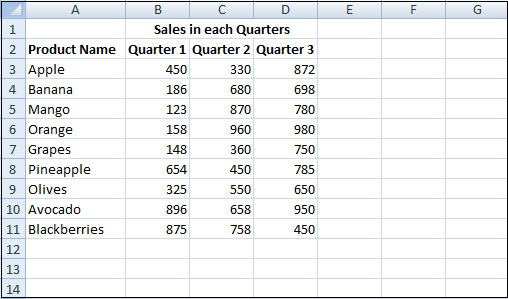 A B C D E F G
1 Sales in each Quarters
2 Product Name Quarter 1 Quarter 2 Quarter 3
3 Apple 450 330 872
4 Banana 186 680 698
5 Mango 123 870 780
6 Orange 158 960 980
7 Grapes 148 360 750
8 Pineapple 654 450 785
9 Olives 325 550 650
10 Avocado 896 658 950
11 Blackberries 875 758 450
12
13
14